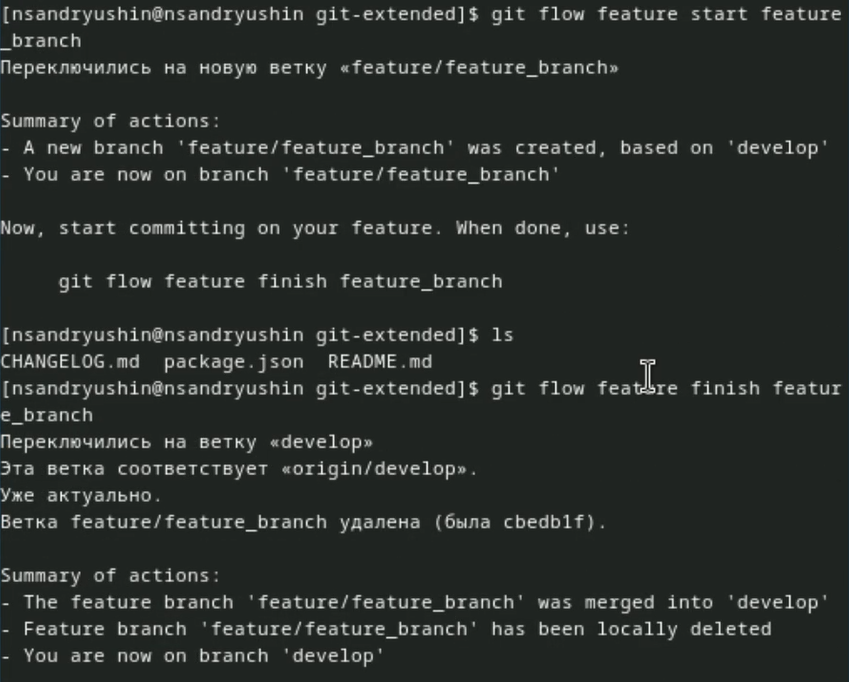 [nsandryushin@nsandryushin git-extended]$ git flow feature start feature
_branch
Переключились на новую ветку «feature/feature_branch»
Summary of actions:
- A new branch 'feature/feature_branch' was created, based on 'develop'
- You are now on branch 'feature/feature_branch'
Now, start committing on your feature. When done, use:
git flow feature finish feature_branch
[nsandryushin@nsandryushin git-extended]$ ls
CHANGELOG.md  package.json  README.md
[nsandryushin@nsandryushin git-extended]$ git flow feature finish featur
e_branch
Переключились на ветку «develop»
Эта ветка соответствует «origin/develop».
Уже актуально.
Ветка feature/feature_branch удалена (была cbedb1f).
Summary of actions:
- The feature branch 'feature/feature_branch' was merged into 'develop'
- Feature branch 'feature/feature_branch' has been locally deleted
- You are now on branch 'develop'